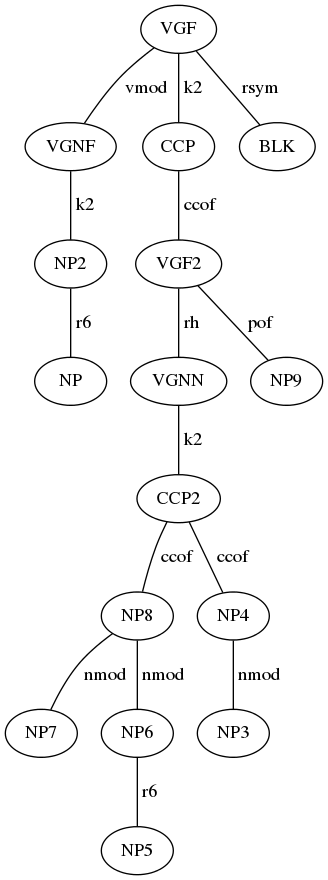 VGF
vmod k2 rsym
VGNF CCP BLK
k2 ccof
NP2 VGF2
r6 rh pof
NP VGNN NP9
k2
CCP2
ccof ccof
NP8 NP4
nmod nmod nmod
NP7 NP6 NP3
r6
NP5